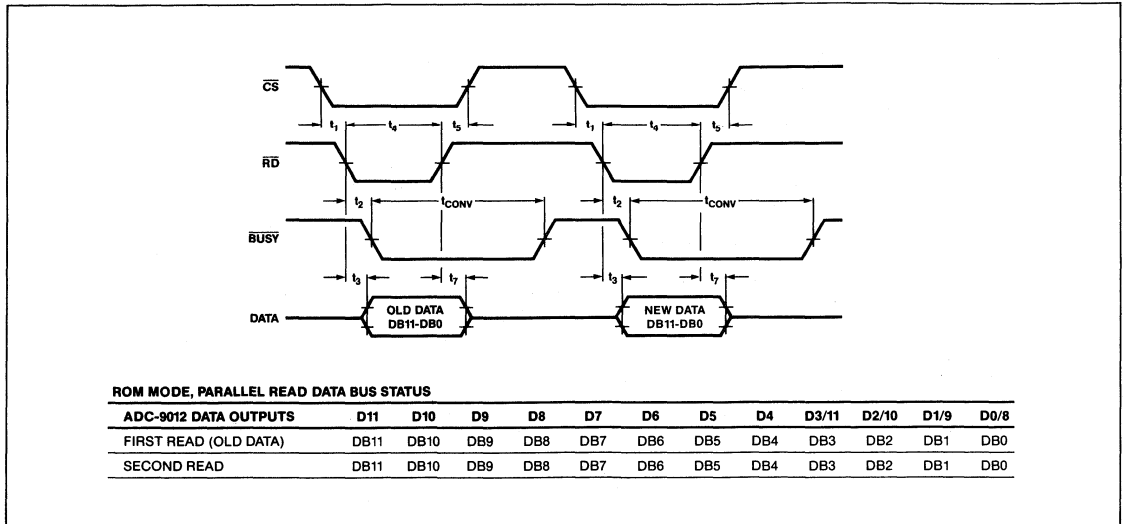 CS
t1 t4 t5 t1 t4 t5
RD
t2 tCONV t2 tCONV
BUSY
t3 t7 t3 t7
DATA
OLD DATA
DB11-DB0
NEW DATA
DB11-DB0
ROM MODE, PARALLEL READ DATA BUS STATUS
ADC-9012 DATA OUTPUTS D11 D10 D9 D8 D7 D6 D5 D4 D3/11 D2/10 D1/9 D0/8
FIRST READ (OLD DATA) DB11 DB10 DB9 DB8 DB7 DB6 DB5 DB4 DB3 DB2 DB1 DB0
SECOND READ DB11 DB10 DB9 DB8 DB7 DB6 DB5 DB4 DB3 DB2 DB1 DB0